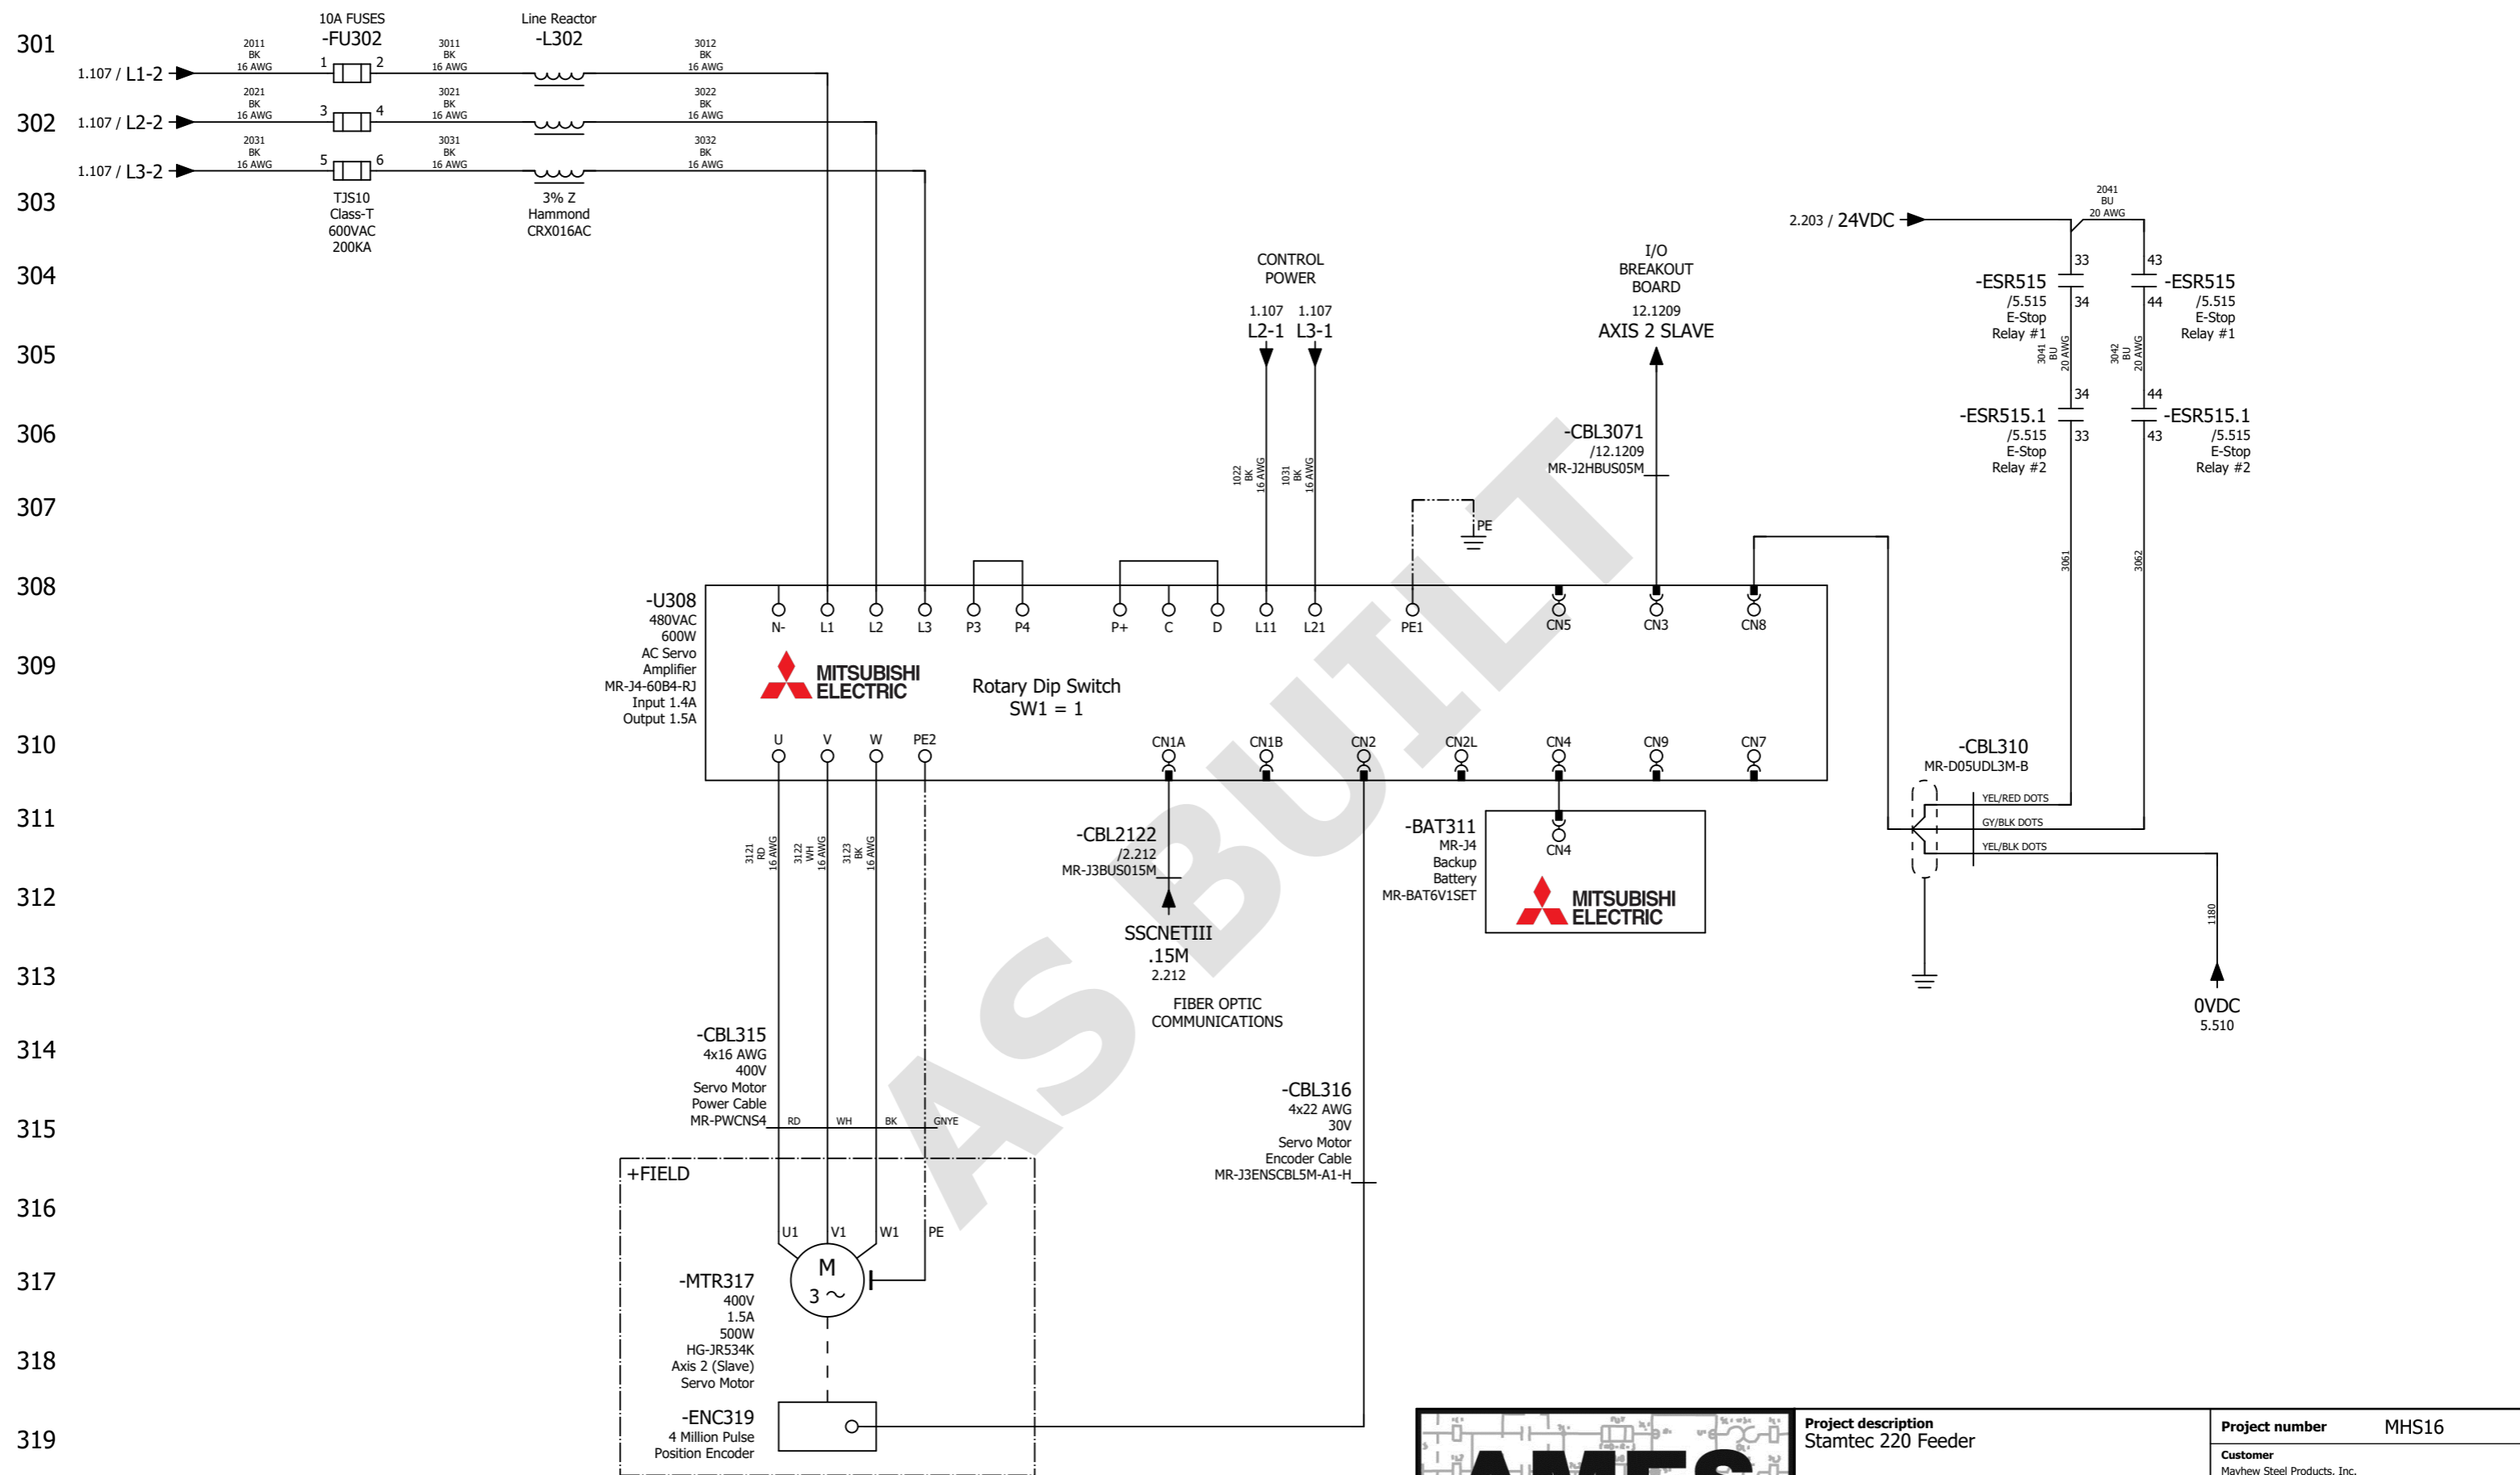 301
302
303
304
305
306
307
308
309
310
311
312
313
314
315
316
317
318
319
10A FUSES
-FU302
Line Reactor
-L302
1.107 / L1-2
2011
BK
16 AWG
1
2
3011
BK
16 AWG
3012
BK
16 AWG
1.107 / L2-2
2021
BK
16 AWG
3
4
3021
BK
16 AWG
3022
BK
16 AWG
1.107 / L3-2
2031
BK
16 AWG
5
6
3031
BK
16 AWG
3032
BK
16 AWG
TJS10
Class-T
600VAC
200KA
3% Z
Hammond
CRX016AC
CONTROL
POWER
1.107
L2-1
1.107
L3-1
1022
BK
16 AWG
1031
BK
16 AWG
I/O
BREAKOUT
BOARD
12.1209
AXIS 2 SLAVE
-CBL3071
/12.1209
MR-J2HBUS05M
PE
2.203 / 24VDC
2041
BU
20 AWG
33
-ESR515
/5.515
E-Stop
Relay #1
34
43
-ESR515
/5.515
E-Stop
Relay #1
44
3041
BU
20 AWG
3042
BU
20 AWG
34
-ESR515.1
/5.515
E-Stop
Relay #2
33
44
-ESR515.1
/5.515
E-Stop
Relay #2
43
3061
3062
-U308
480VAC
600W
AC Servo
Amplifier
MR-J4-60B4-RJ
Input 1.4A
Output 1.5A
N-
L1
L2
L3
P3
P4
P+
C
D
L11
L21
PE1
CN5
CN3
CN8
MITSUBISHI
ELECTRIC
Rotary Dip Switch
SW1 = 1
U
V
W
PE2
CN1A
CN1B
CN2
CN2L
CN4
CN9
CN7
-CBL310
MR-D05UDL3M-B
YEL/RED DOTS
GY/BLK DOTS
YEL/BLK DOTS
1180
0VDC
5.510
3121
RD
16 AWG
3122
WH
16 AWG
3123
BK
16 AWG
-CBL2122
/2.212
MR-J3BUS015M
SSCNETIII
.15M
2.212
FIBER OPTIC
COMMUNICATIONS
-BAT311
MR-J4
Backup
Battery
MR-BAT6V1SET
CN4
MITSUBISHI
ELECTRIC
-CBL315
4x16 AWG
400V
Servo Motor
Power Cable
MR-PWCNS4
RD
WH
BK
GNYE
-CBL316
4x22 AWG
30V
Servo Motor
Encoder Cable
MR-J3ENSCBL5M-A1-H
+FIELD
U1
V1
W1
PE
M
3 ~
-MTR317
400V
1.5A
500W
HG-JR534K
Axis 2 (Slave)
Servo Motor
-ENC319
4 Million Pulse
Position Encoder
AS BUILT
AMES
Project description
Stamtec 220 Feeder
Project number MHS16
Customer
Mayhew Steel Products, Inc.